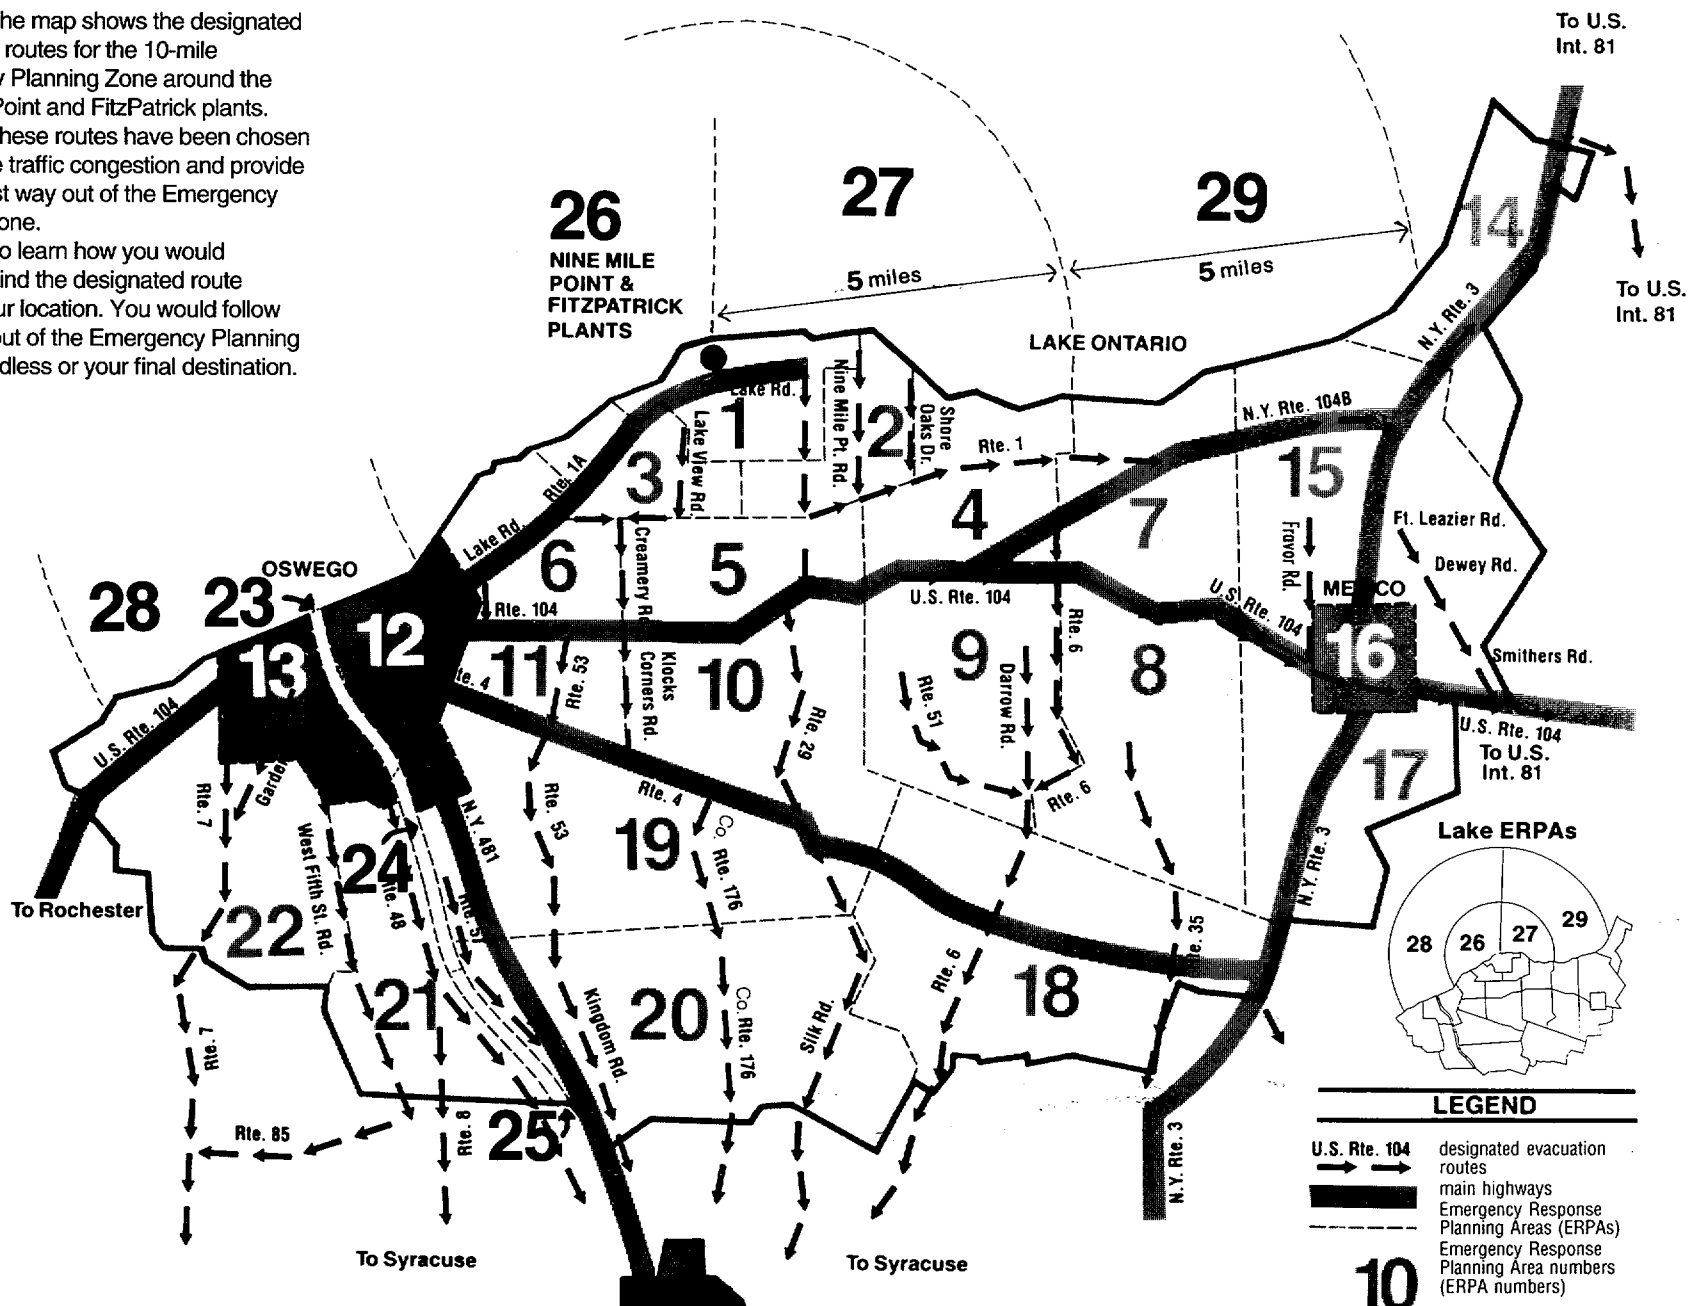 he map shows the designated
routes for the 10-mile
y Planning Zone around the
Point and FitzPatrick plants.
hese routes have been chosen
e traffic congestion and provide
st way out of the Emergency
one.
o learn how you would
ind the designated route
ur location. You would follow
out of the Emergency Planning
rdless or your final destination.
To U.S.
Int. 81
26
NINE MILE
POINT &
FITZPATRICK
PLANTS
27
29
5 miles
5 miles
14
To U.S.
Int. 81
LAKE ONTARIO
N.Y. Rte. 3
Lake Rd.
1
Nine Mile Pt. Rd.
2
Shore
Oaks Dr.
Rte. 1
N.Y. Rte. 104B
15
Lake View Rd.
3
Rte. 1A
Lake Rd.
4
7
Ft. Leazier Rd.
Dewey Rd.
Fravor Rd.
6
Creamery Rd.
5
OSWEGO
28
23
13
12
Rte. 104
U.S. Rte. 104
U.S. Rte. 104
MEXICO
16
Smithers Rd.
U.S. Rte. 104
To U.S.
Int. 81
te. 4
11
Rte. 53
Klocks
Corners Rd.
10
Rte. 29
9
Rte. 51
Darrow Rd.
Rte. 6
8
U.S. Rte. 104
17
Rte. 7
Garden
Rte. 4
Rte. 6
N.Y. Rte. 3
West Fifth St. Rd.
24
te. 48
N.Y. 481
Rte. 57
Rte. 53
19
Co. Rte. 176
To Rochester
22
21
Kingdom Rd.
20
Co. Rte. 176
Silk Rd.
Rte. 6
18
te. 35
Rte. 7
Rte. 85
Rte. 8
25
N.Y. Rte. 3
To Syracuse
To Syracuse
Lake ERPAs
28
26
27
29
LEGEND
U.S. Rte. 104 designated evacuation
routes
main highways
Emergency Response
Planning Areas (ERPAs)
10
Emergency Response
Planning Area numbers
(ERPA numbers)